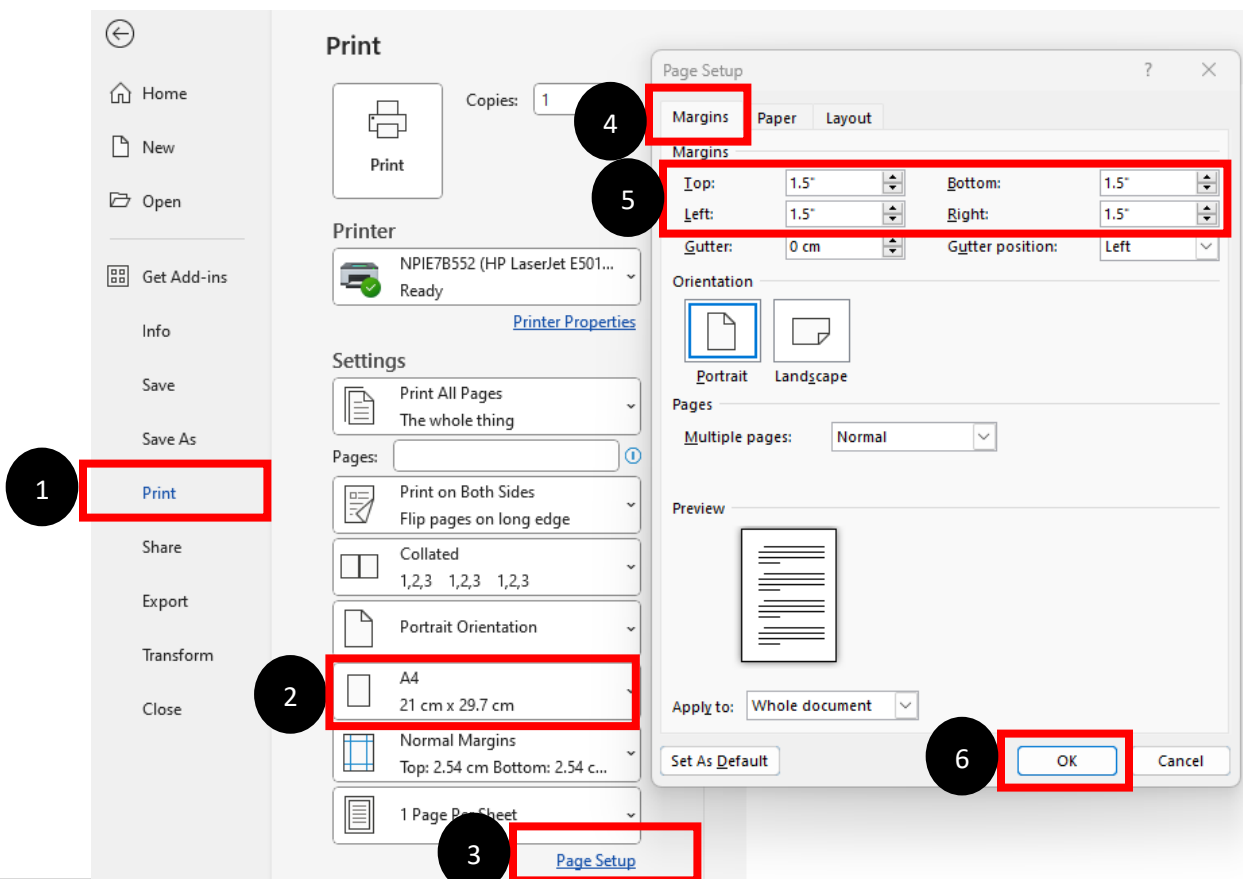 Print
Home
New
Open
Get Add-ins
Info
Save
Save As
1
Print
Share
Export
Transform
Close
Copies: 1
Print
Printer
NPIE7B552 (HP LaserJet E501...
Ready
Printer Properties
Settings
Print All Pages
The whole thing
Pages:
Print on Both Sides
Flip pages on long edge
Collated
1,2,3 1,2,3 1,2,3
Portrait Orientation
2
A4
21 cm x 29.7 cm
Normal Margins
Top: 2.54 cm Bottom: 2.54 c...
1 Page Per Sheet
3
Page Setup
Page Setup ?
4
Margins Paper Layout
Margins
5
Top: 1.5" Bottom: 1.5"
Left: 1.5" Right: 1.5"
Gutter: 0 cm Gutter position: Left
Orientation
Portrait Landscape
Pages
Multiple pages: Normal
Preview
Apply to: Whole document
6
Set As Default OK Cancel